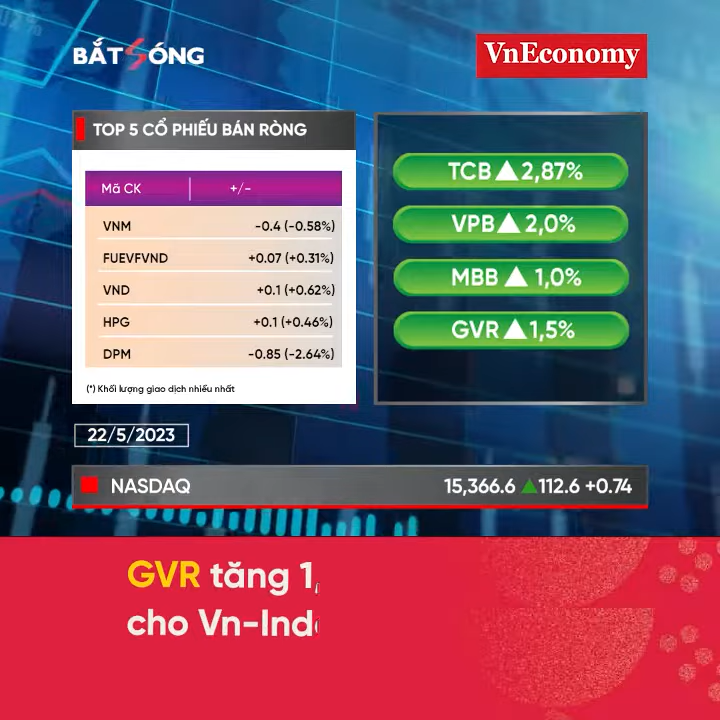 BẮTSÓNG
VnEconomy
TOP 5 CỔ PHIẾU BÁN RÒNG
Mã CK +/-
VNM -0.4 (-0.58%)
FUEVFVND +0.07 (+0.31%)
VND +0.1 (+0.62%)
HPG +0.1 (+0.46%)
DPM -0.85 (-2.64%)
(*) Khối lượng giao dịch nhiều nhất
TCB▲2,87%
VPB▲2,0%
MBB▲1,0%
GVR▲1,5%
22/5/2023
NASDAQ 15,366.6 ▲112.6 +0.74
GVR tăng 1,
cho Vn-Ind